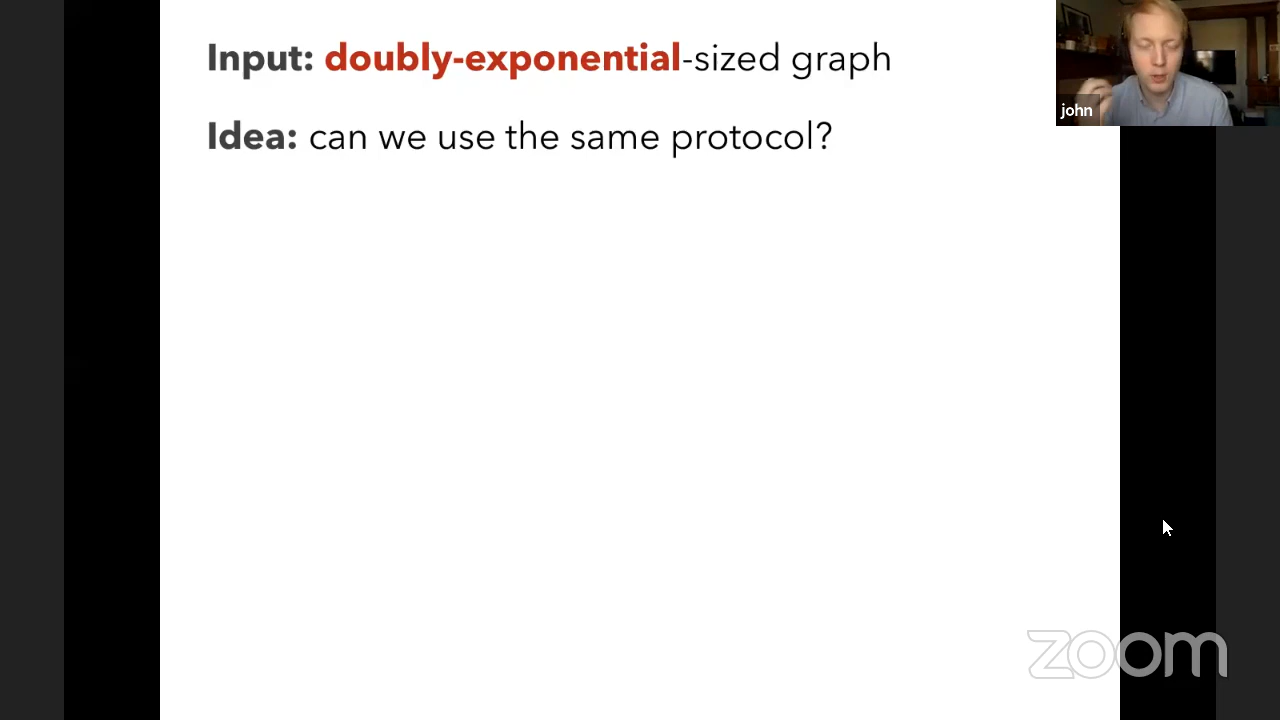 Input: doubly-exponential-sized graph
john
Idea: can we use the same protocol?
zoom